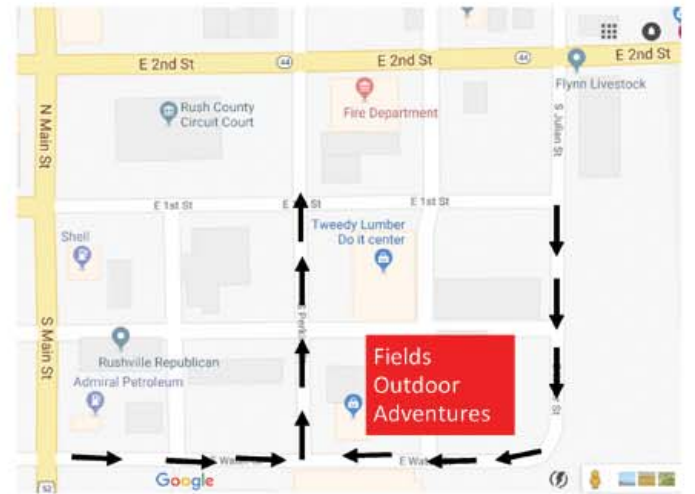 E 2nd St
44
E 2nd St
44
E 2nd St
Flynn Livestock
Rush County
Circuit Court
Fire Department
N Main St
S Julian St
E 1st St
St
E 1st St
Shell
Tweedy Lumber
Do it center
S Main St
Rushville Republican
Admiral Petroleum
Fields
Outdoor
Adventures
St
E
E
Google
52